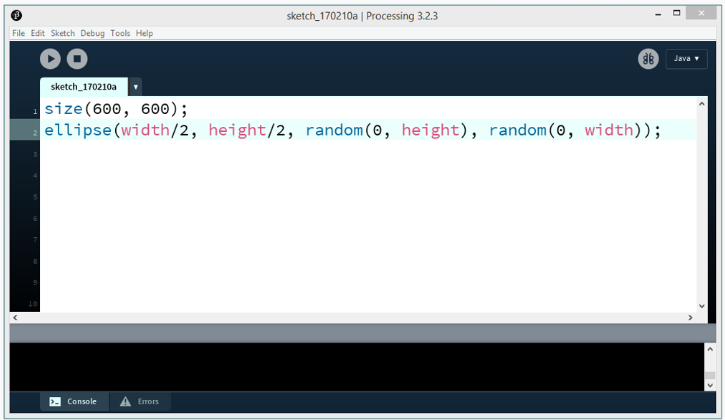 sketch_170210a | Processing 3.2.3
File Edit Sketch Debug Tools Help
Java ▼
sketch_170210a ▼
1 size(600, 600);
2 ellipse(width/2, height/2, random(0, height), random(0, width));
3
4
5
6
7
8
9
10
Console Errors